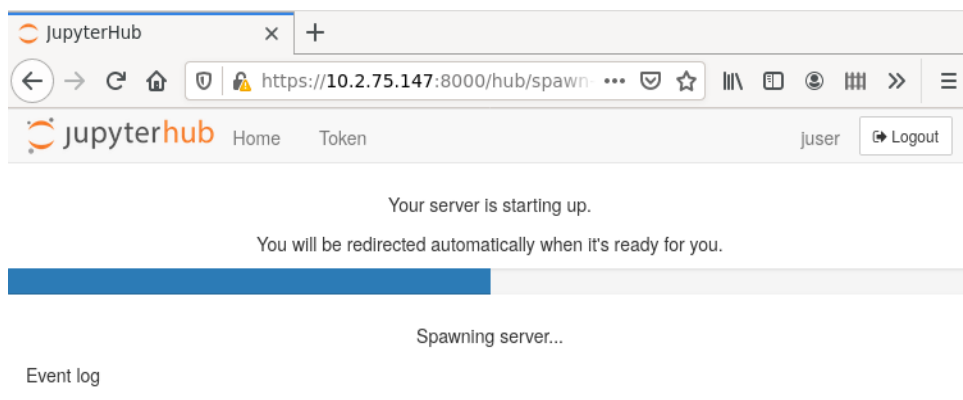 JupyterHub
https://10.2.75.147:8000/hub/spawn-
jupyterhub Home Token juser Logout
Your server is starting up.
You will be redirected automatically when it's ready for you.
Spawning server...
Event log